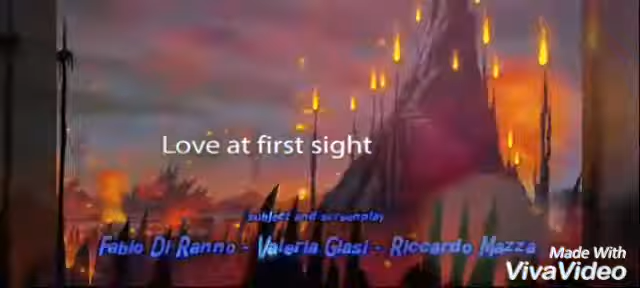 Love at first sight
subject and screenplay
Fabio Di Ranno - Valeria Giasi - Riccardo Mazza
Made With
VivaVideo